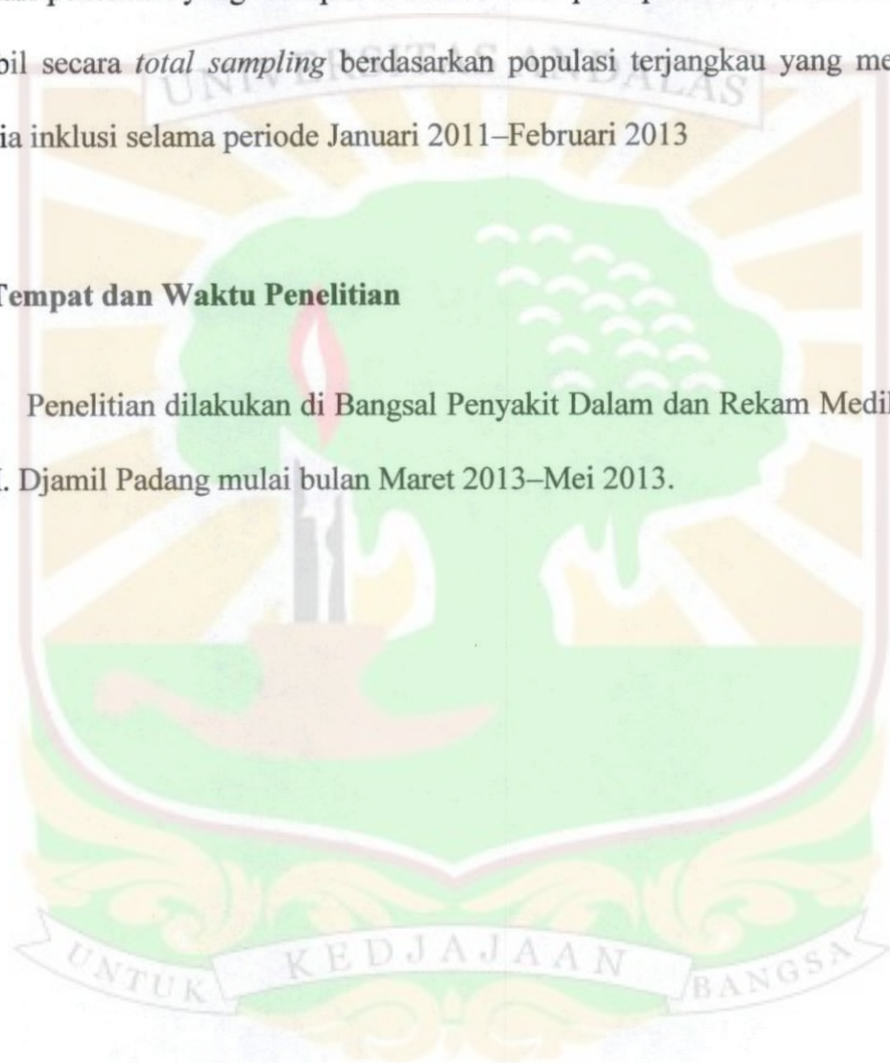 bil secara total sampling berdasarkan populasi terjangkau yang me
UNIVERSITAS ANDALAS
ia inklusi selama periode Januari 2011–Februari 2013
Tempat dan Waktu Penelitian
Penelitian dilakukan di Bangsal Penyakit Dalam dan Rekam Medi
. Djamil Padang mulai bulan Maret 2013–Mei 2013.
UNTUK KEDJAJAAN BANGSA